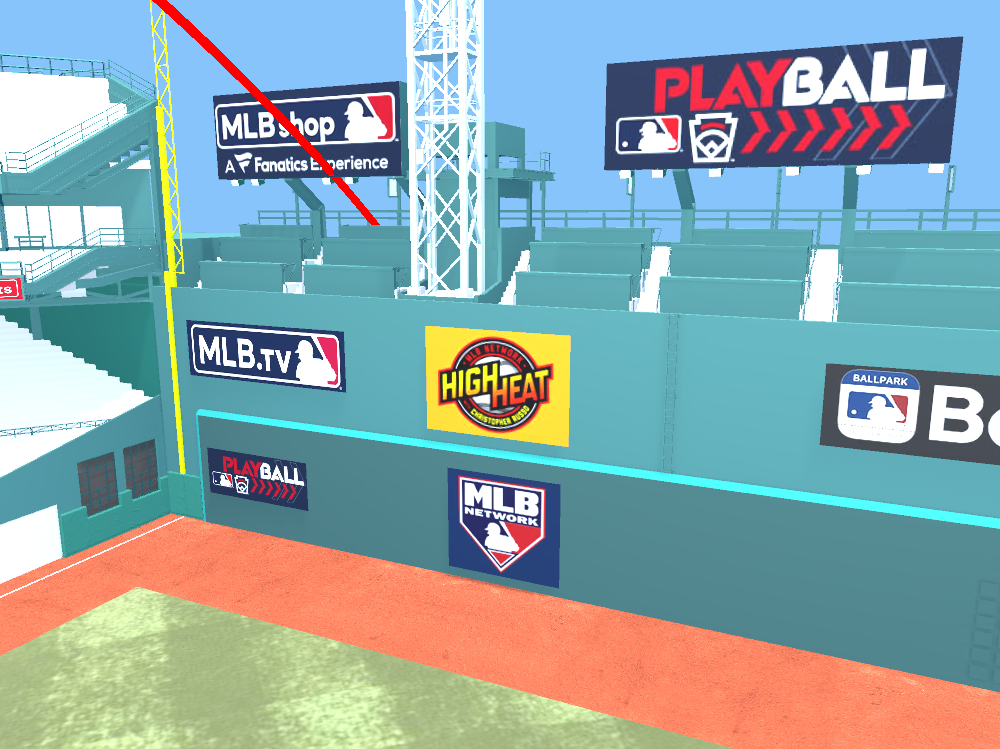 MLB shop
A Fanatics Experience
PLAYBALL
MLB.TV
MLB NETWORK
HIGH HEAT
CHRISTOPHER RUSSO
BALLPARK
PLAYBALL
MLB
NETWORK